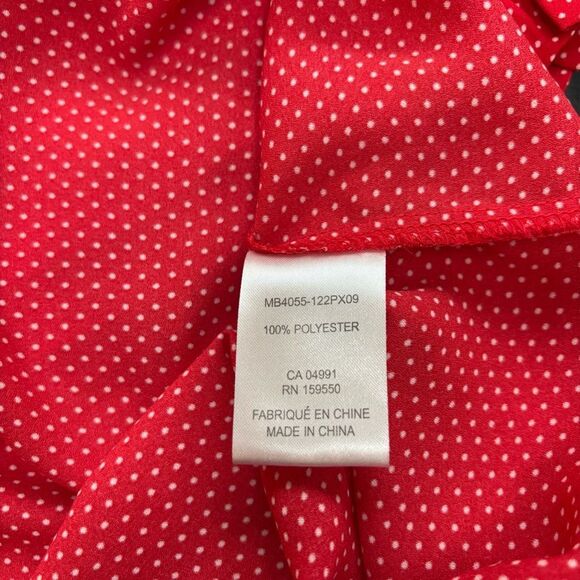 MB4055-122PX09
100% POLYESTER
CA 04991
RN 159550
FABRIQUÉ EN CHINE
MADE IN CHINA